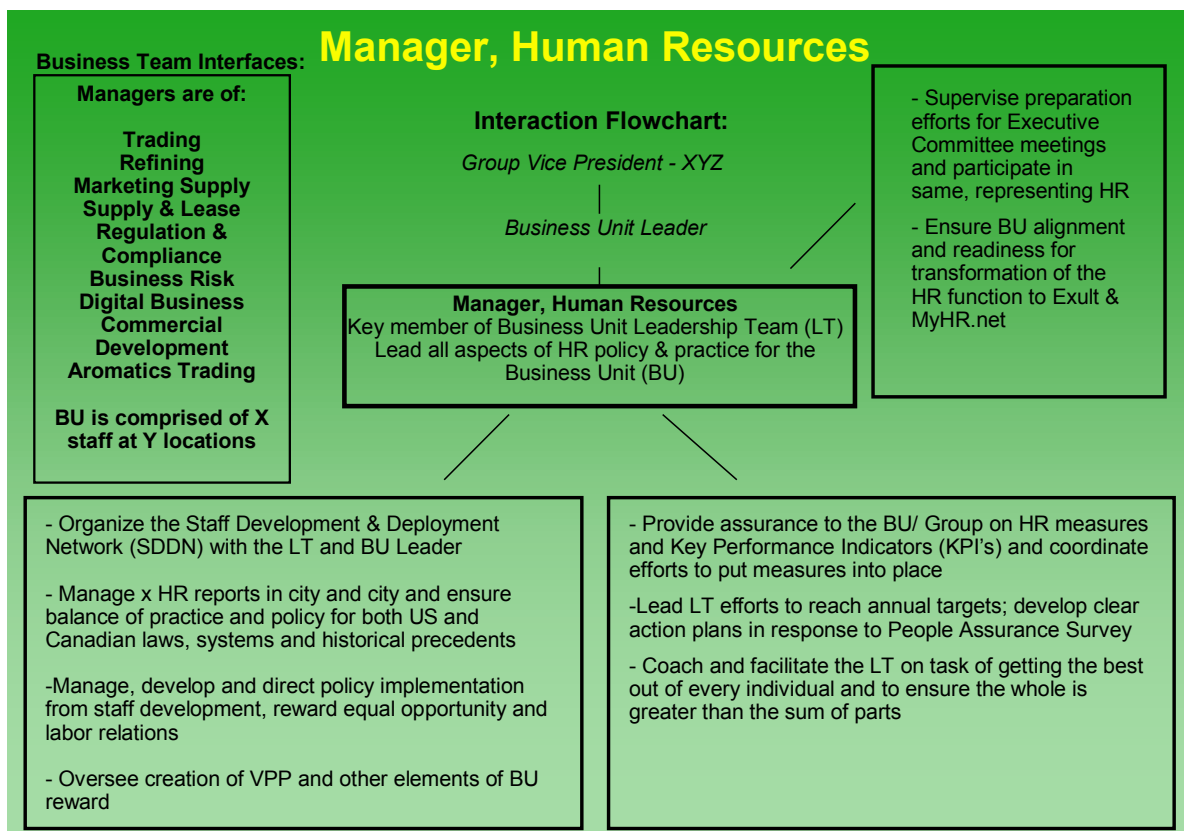 Manager, Human Resources
Business Team Interfaces:
Managers are of:
Trading
Refining
Marketing Supply
Supply & Lease
Regulation &
Compliance
Business Risk
Digital Business
Commercial
Development
Aromatics Trading
BU is comprised of X
staff at Y locations
Interaction Flowchart:
Group Vice President - XYZ
Business Unit Leader
Manager, Human Resources
Key member of Business Unit Leadership Team (LT)
Lead all aspects of HR policy & practice for the
Business Unit (BU)
- Supervise preparation
efforts for Executive
Committee meetings
and participate in
same, representing HR
- Ensure BU alignment
and readiness for
transformation of the
HR function to Exult &
MyHR.net
- Organize the Staff Development & Deployment
Network (SDDN) with the LT and BU Leader
- Manage x HR reports in city and city and ensure
balance of practice and policy for both US and
Canadian laws, systems and historical precedents
-Manage, develop and direct policy implementation
from staff development, reward equal opportunity and
labor relations
- Oversee creation of VPP and other elements of BU
reward
- Provide assurance to the BU/ Group on HR measures
and Key Performance Indicators (KPI's) and coordinate
efforts to put measures into place
-Lead LT efforts to reach annual targets; develop clear
action plans in response to People Assurance Survey
- Coach and facilitate the LT on task of getting the best
out of every individual and to ensure the whole is
greater than the sum of parts